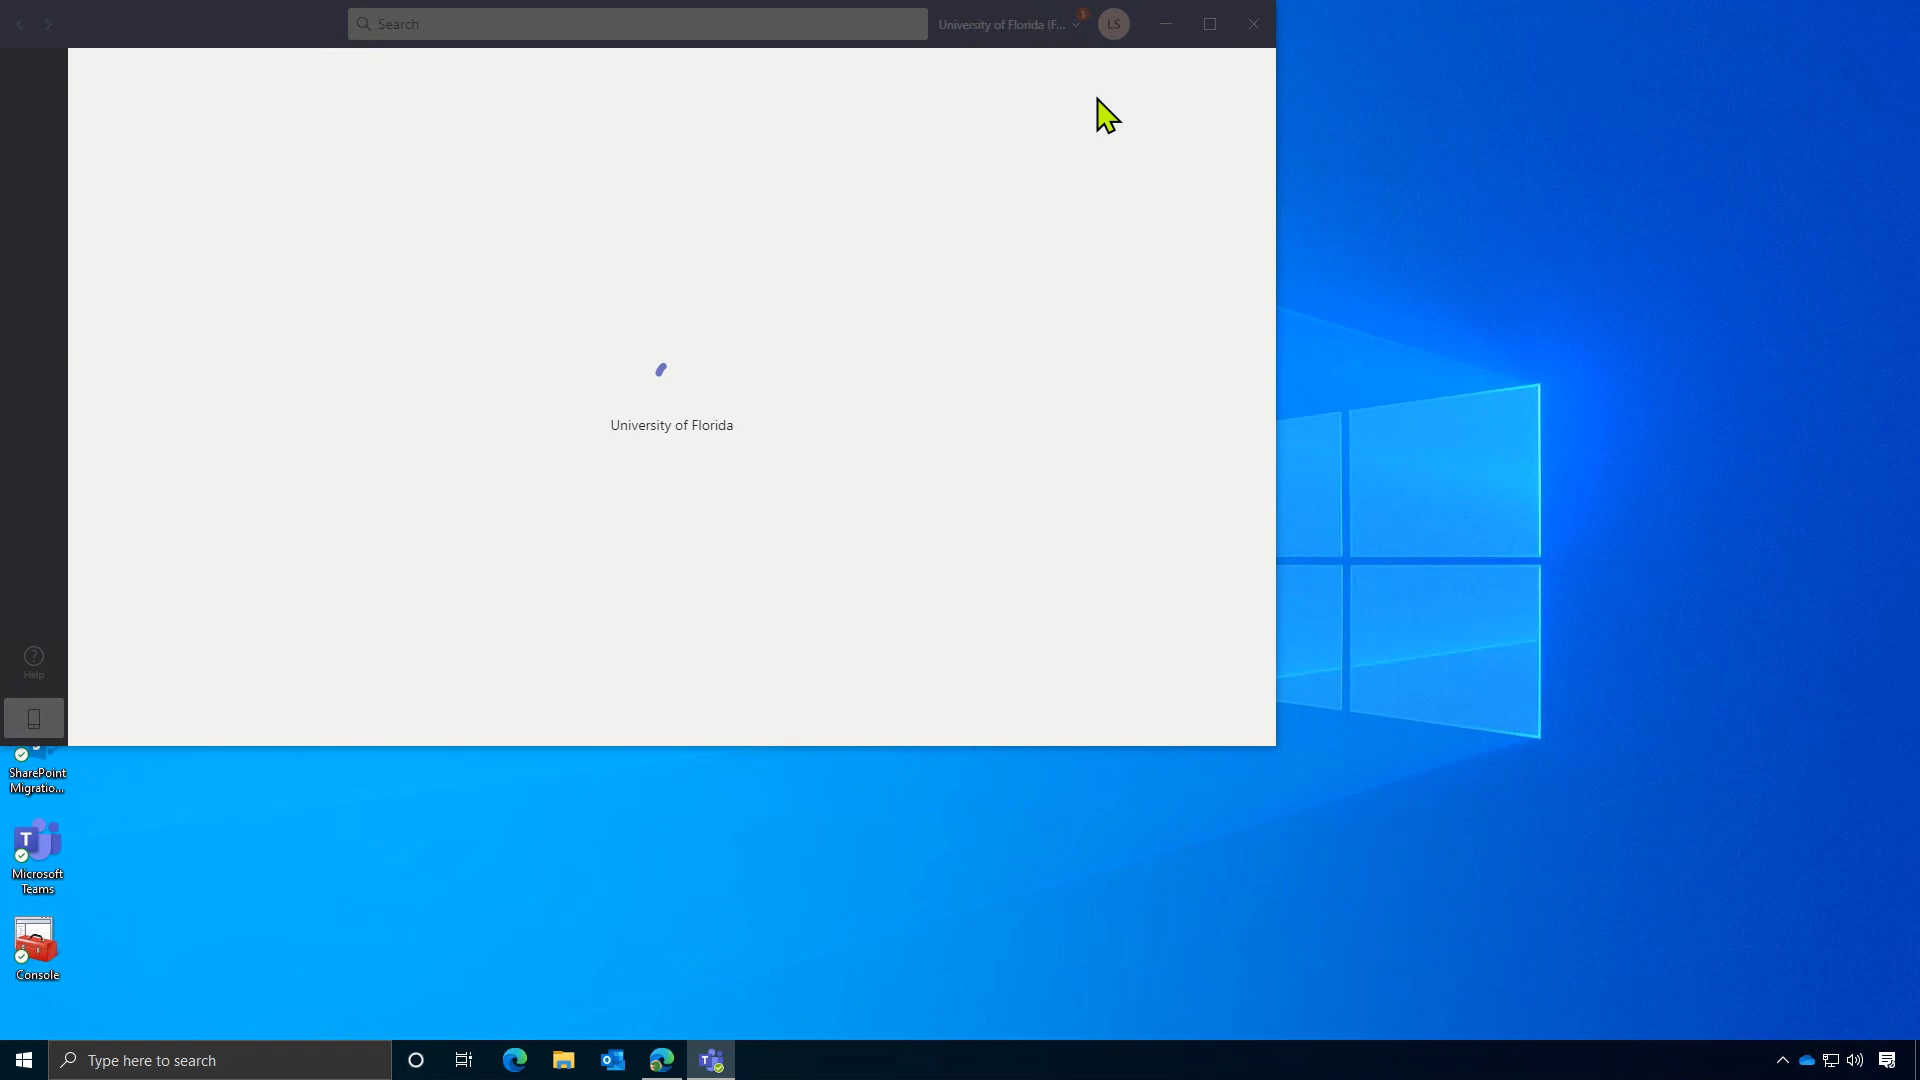 Search
University of Florida IF...
1
LS
University of Florida
Help
SharePoint
Migratio...
T
Microsoft
Teams
Console
Type here to search